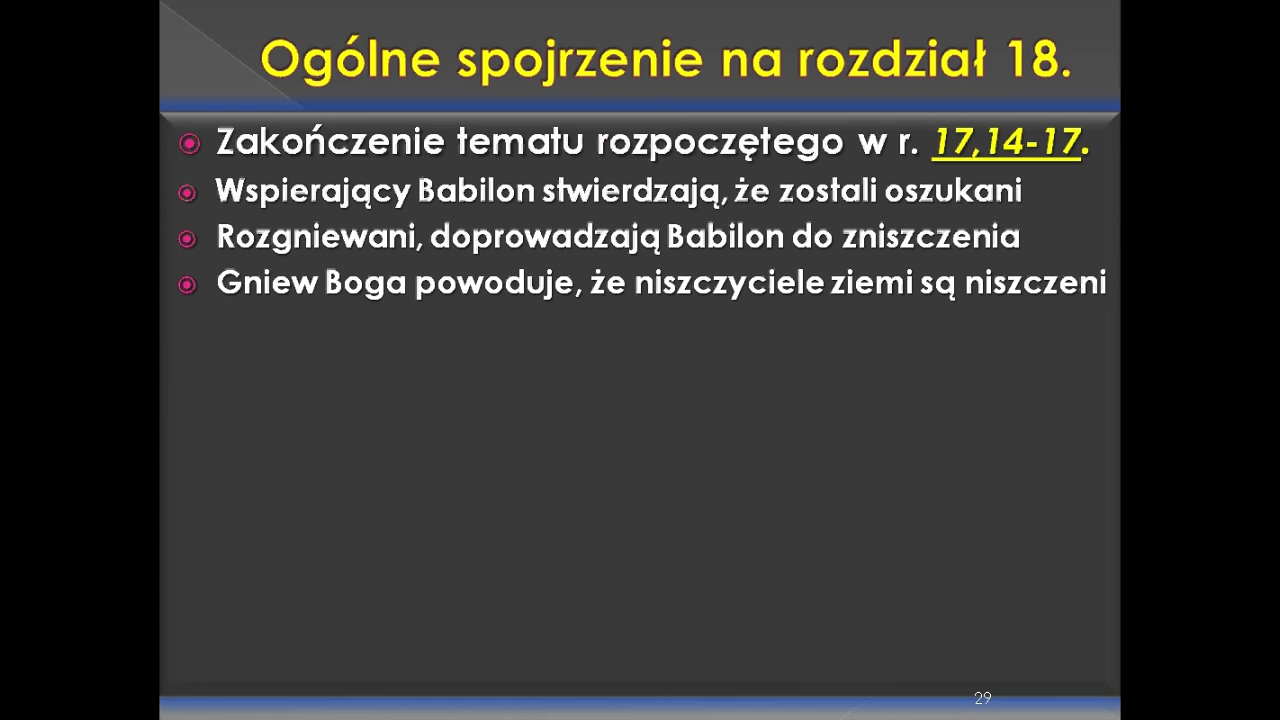 Ogólne spojrzenie na rozdział 18.
Zakończenie tematu rozpoczętego w r. 17,14-17.
Wspierający Babilon stwierdzają, że zostali oszukani
Rozgniewani, doprowadzają Babilon do zniszczenia
Gniew Boga powoduje, że niszczyciele ziemi są niszczeni
29